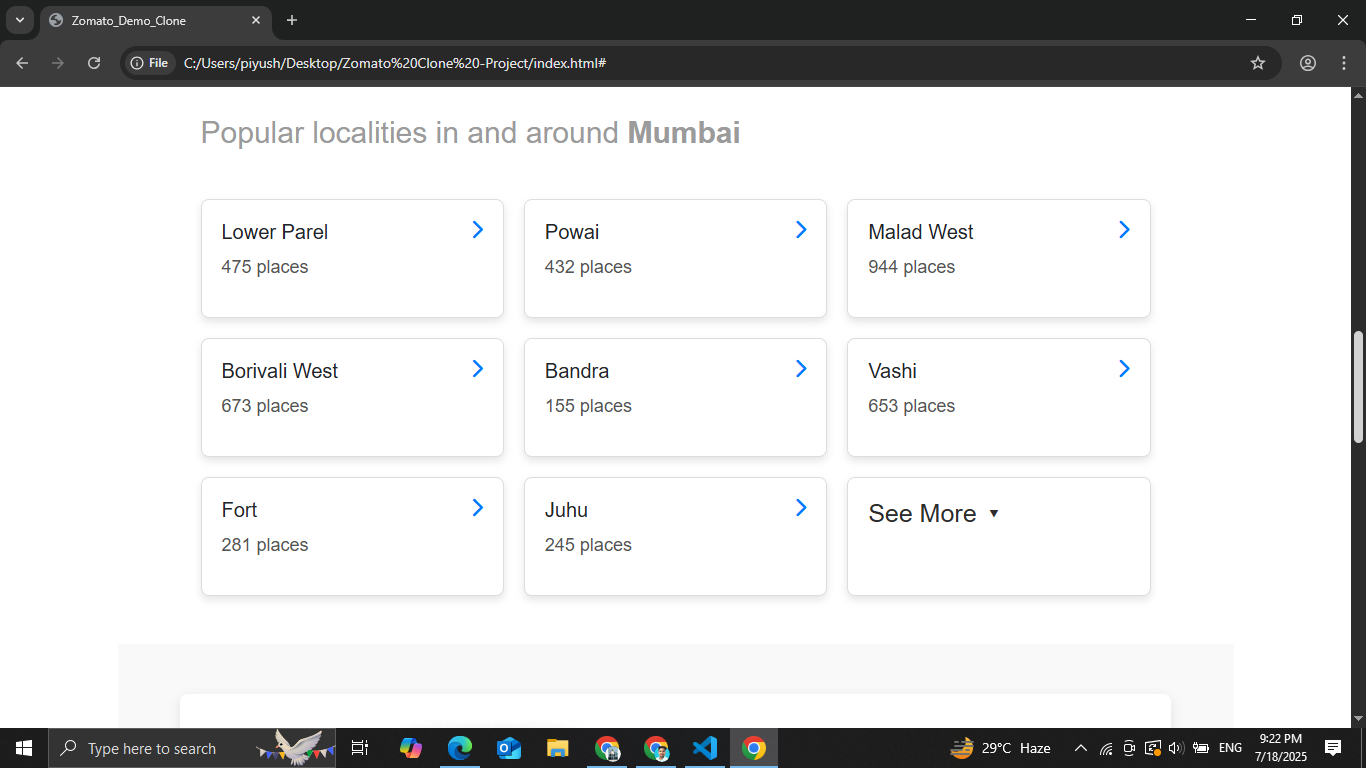 Zomato_Demo_Clone
File C:/Users/piyush/Desktop/Zomato%20Clone%20-Project/index.html#
Popular localities in and around Mumbai
Lower Parel
475 places
Powai
432 places
Malad West
944 places
Borivali West
673 places
Bandra
155 places
Vashi
653 places
Fort
281 places
Juhu
245 places
See More ▼
Type here to search
29°C Haze
ENG
9:22 PM
7/18/2025